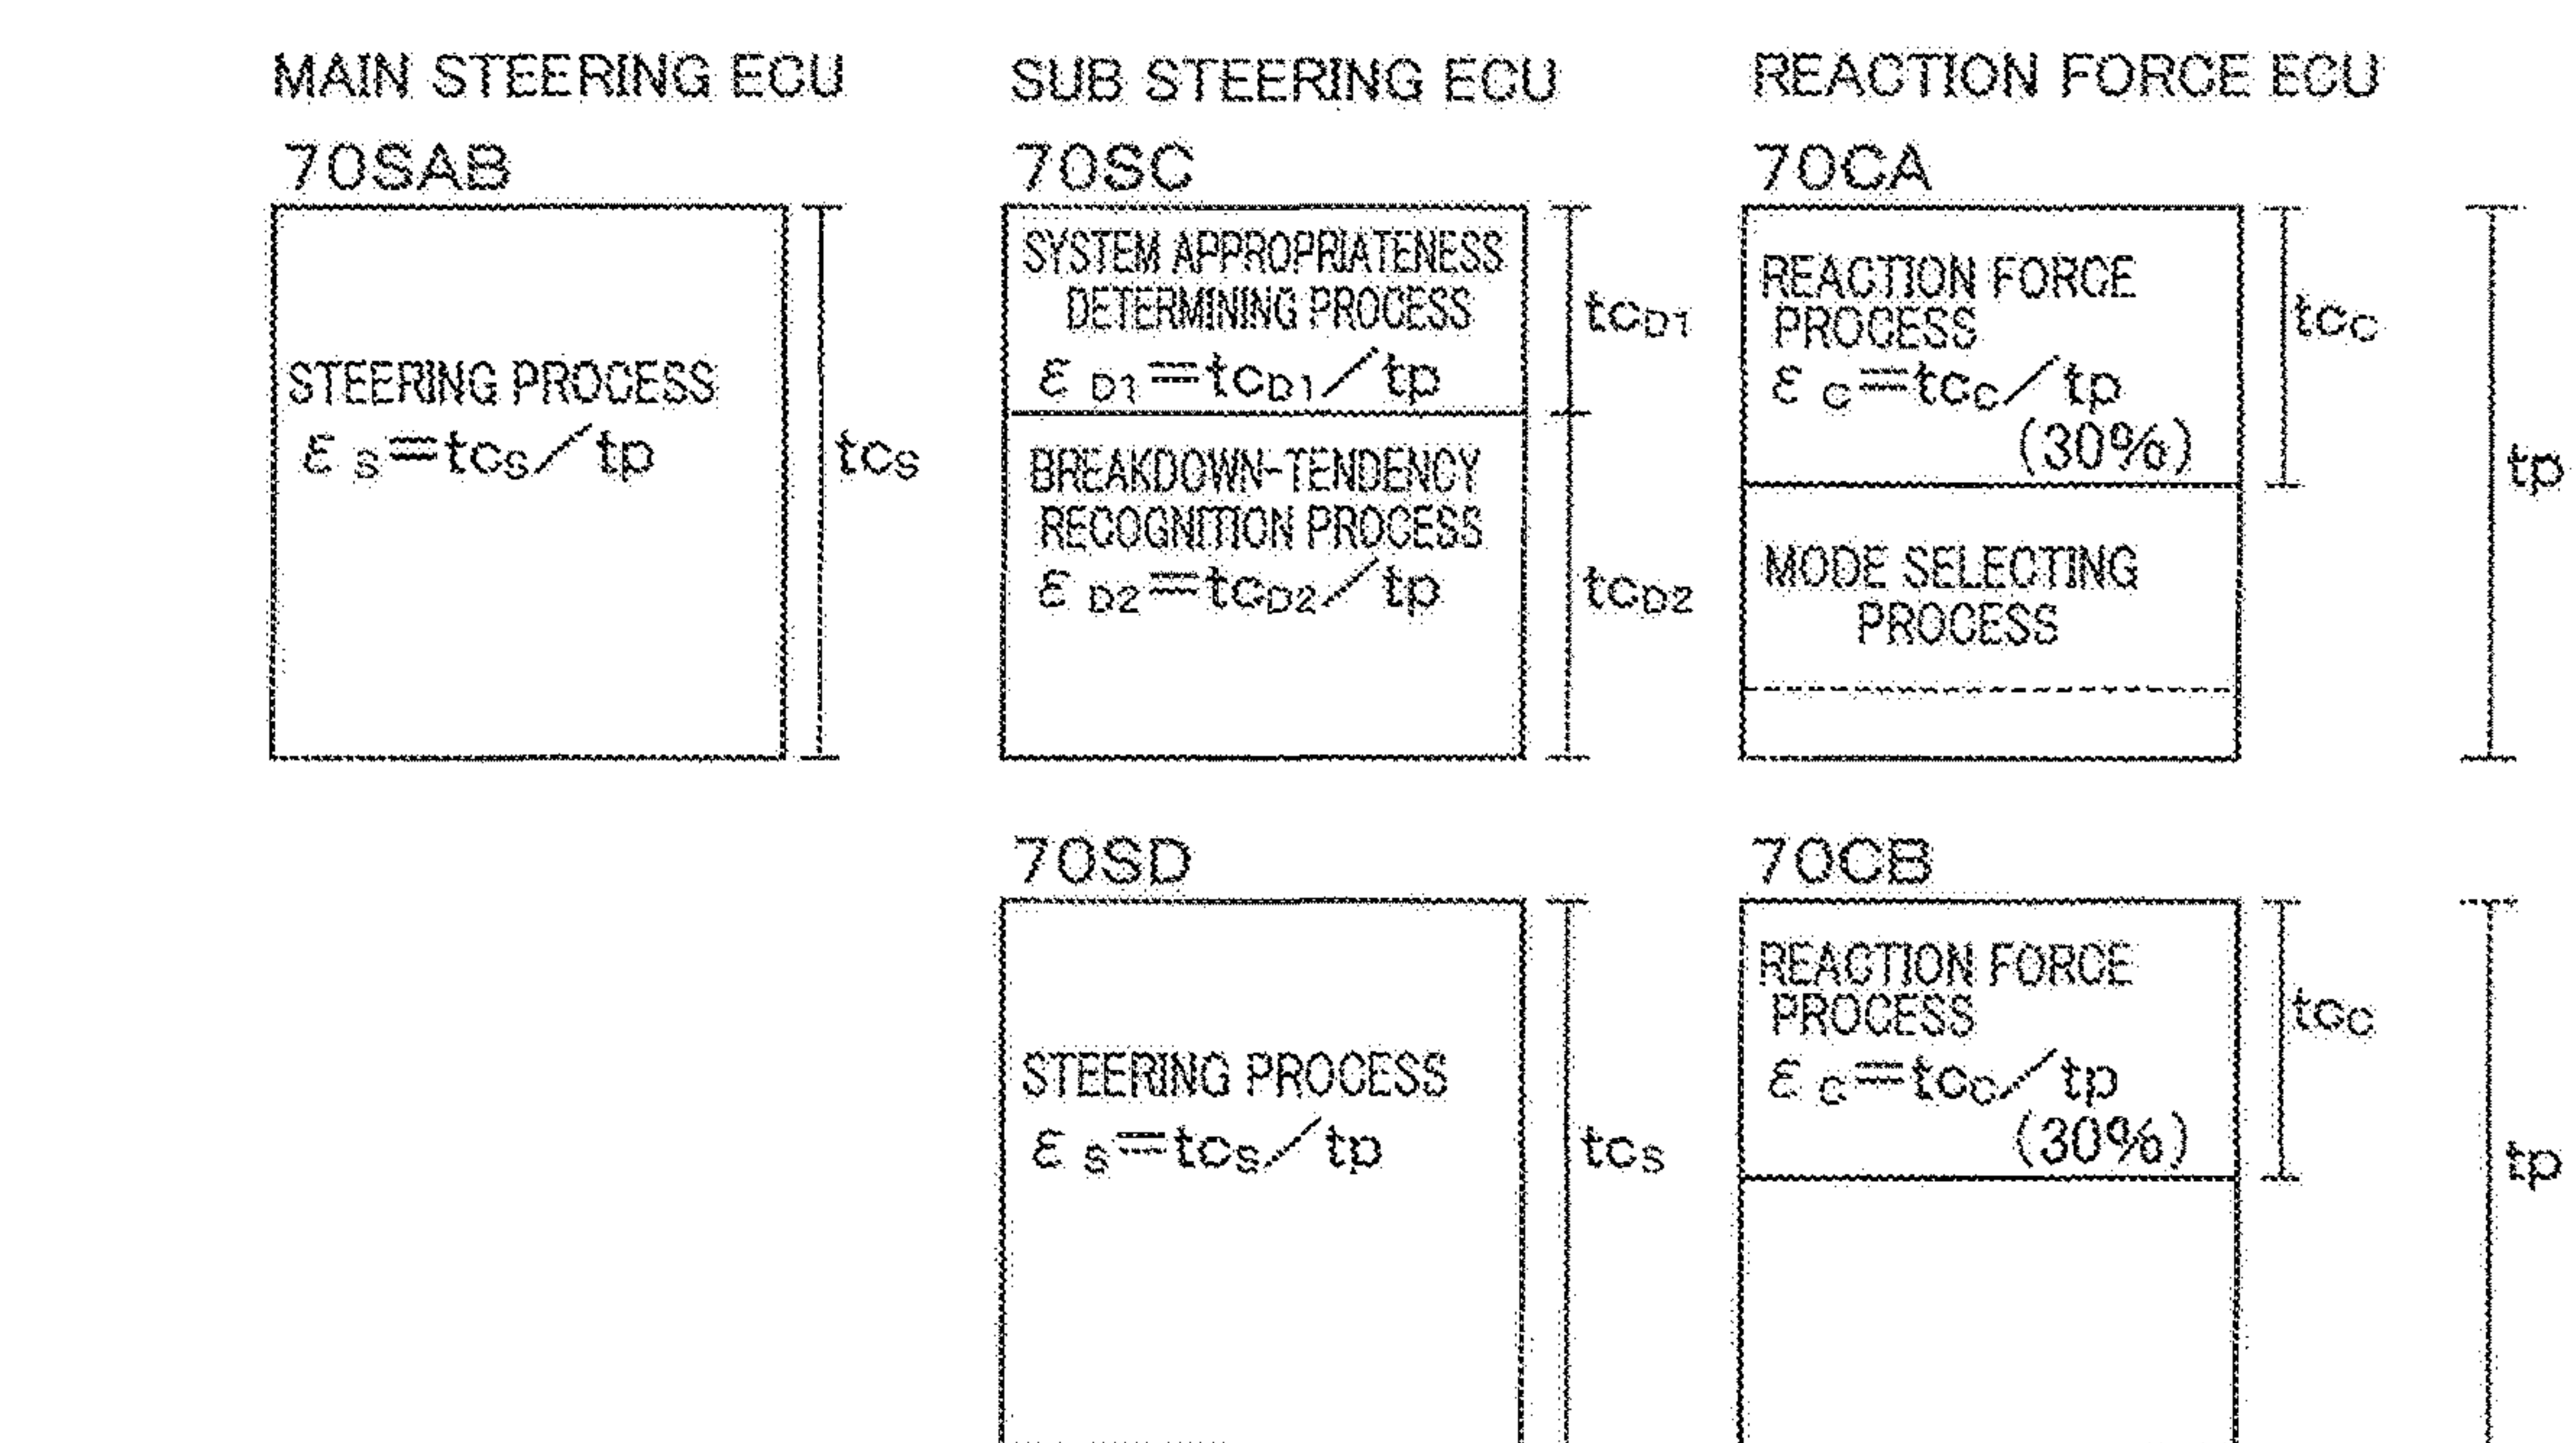 MAIN STEERING ECU
SUB STEERING ECU
REACTION FORCE ECU
70SAB
STEERING PROCESS
εS=tcS/tp
tcS
70SC
SYSTEM APPROPRIATENESS
DETERMINING PROCESS
εD1=tcD1/tp
tcD1
BREAKDOWN-TENDENCY
RECOGNITION PROCESS
εD2=tcD2/tp
tcD2
70CA
REACTION FORCE
PROCESS
εC=tcC/tp
(30%)
tcC
MODE SELECTING
PROCESS
tp
70SD
STEERING PROCESS
εS=tcS/tp
tcS
70CB
REACTION FORCE
PROCESS
εC=tcC/tp
(30%)
tcC
tp